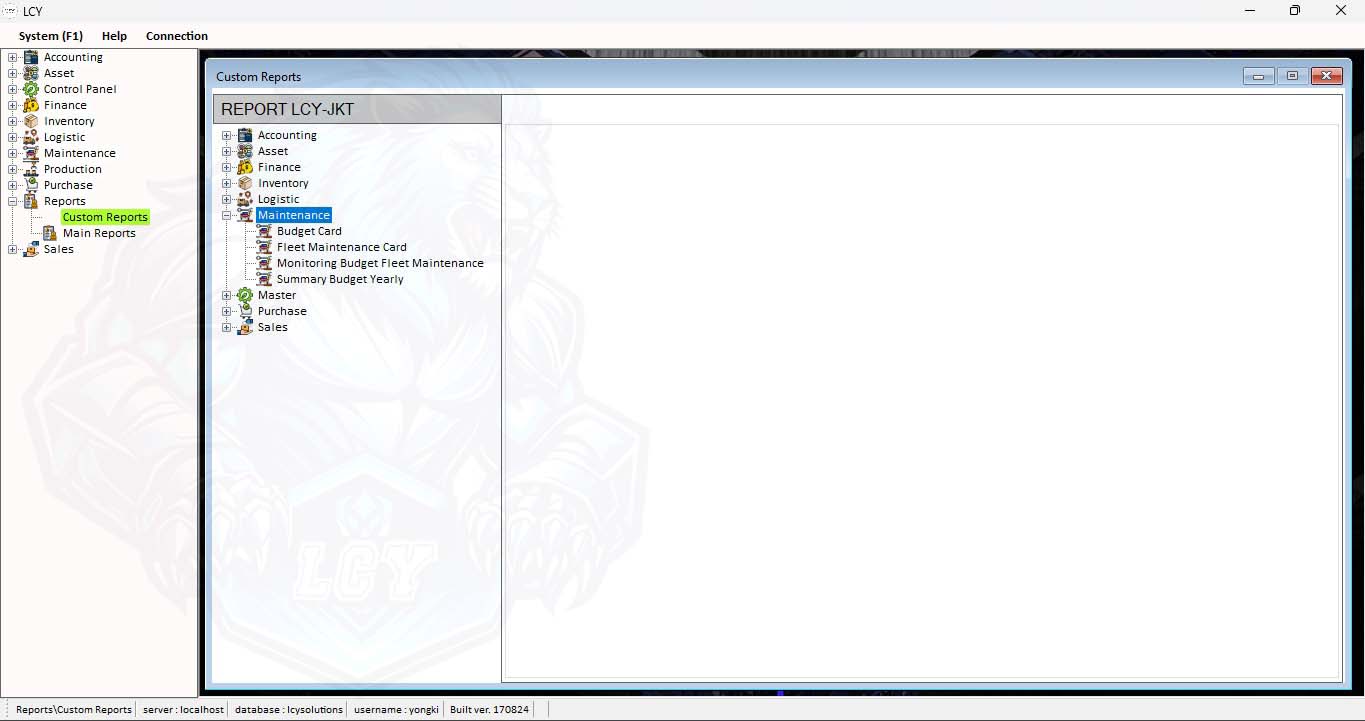 LCY
System (F1) Help Connection
Accounting
Asset
Control Panel
Finance
Inventory
Logistic
Maintenance
Production
Purchase
Reports
Custom Reports
Main Reports
Sales
Custom Reports
REPORT LCY-JKT
Accounting
Asset
Finance
Inventory
Logistic
Maintenance
Budget Card
Fleet Maintenance Card
Monitoring Budget Fleet Maintenance
Summary Budget Yearly
Master
Purchase
Sales
LCY
Reports\Custom Reports server : localhost database : lcysolutions username : yongki Built ver. 170824